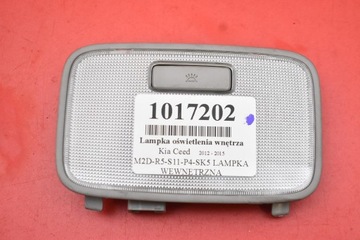 1017202
Lampka oświetlenia wnętrza
Kia Ceed 2012 - 2015
M2D-R5-S11-P4-SK5 LAMPKA
WEWNĘTRZNA